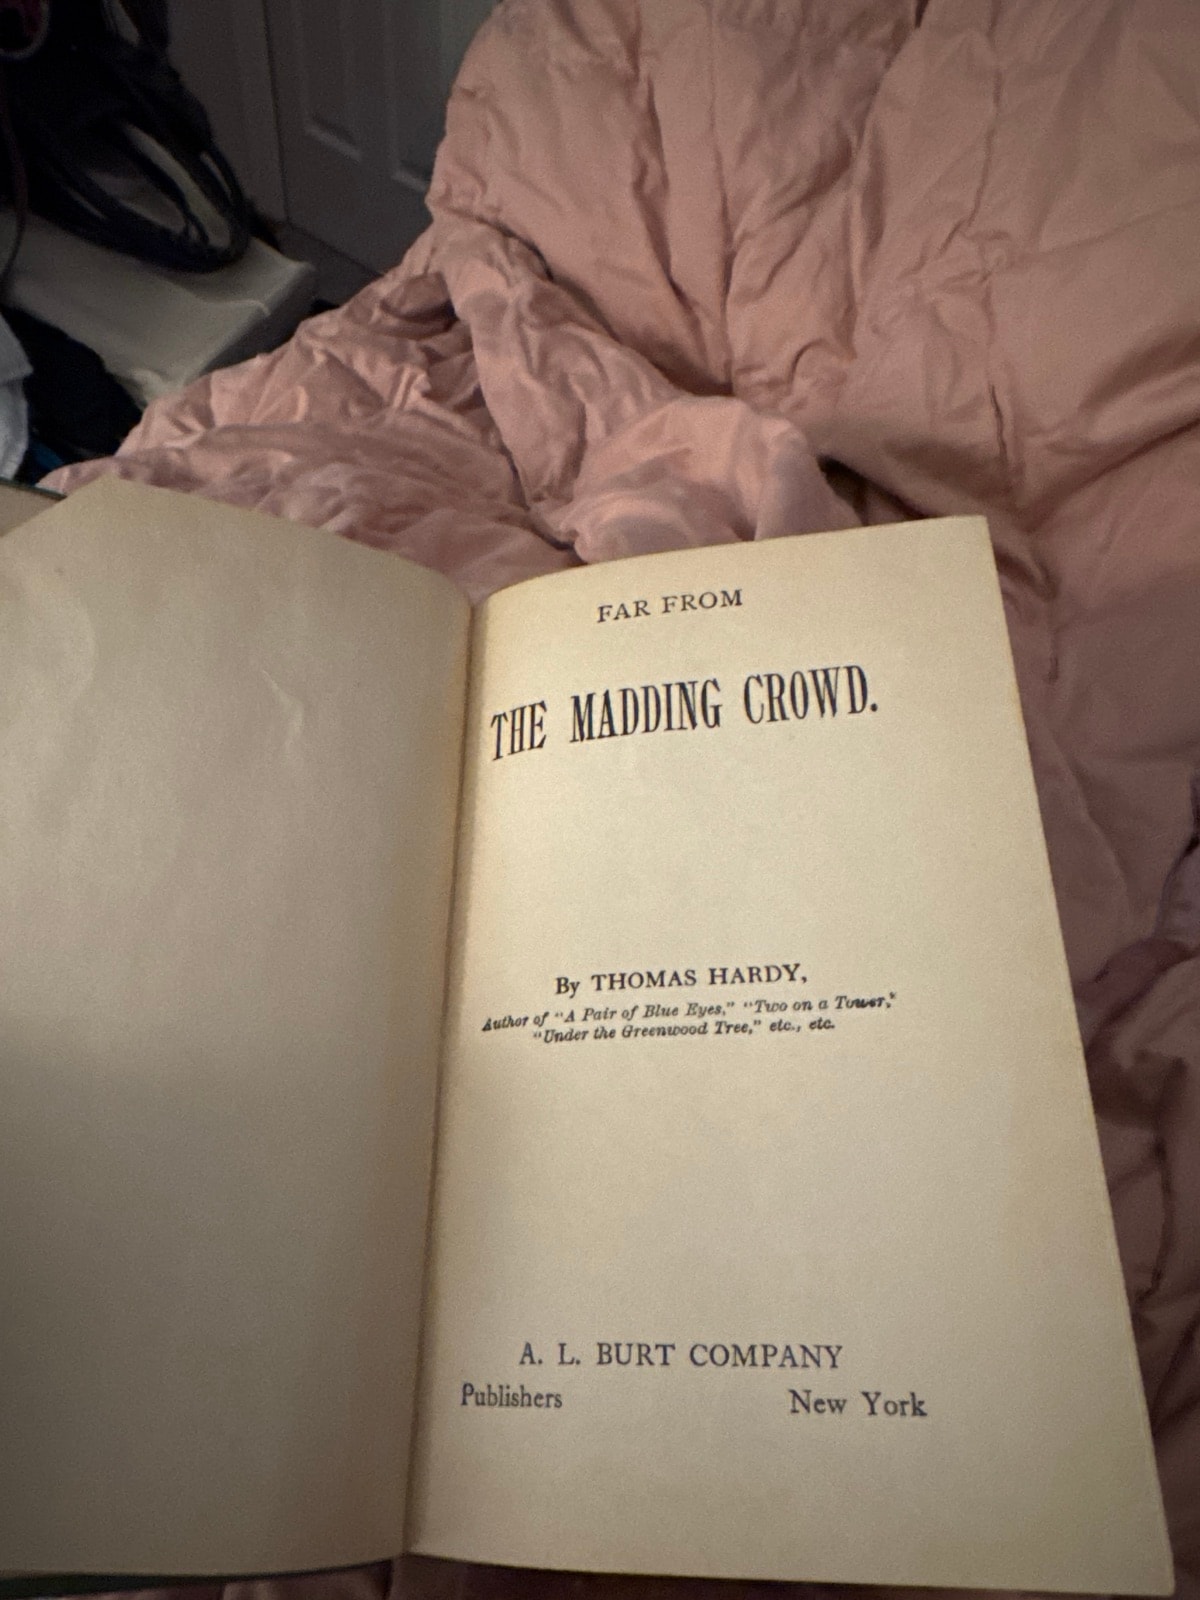 FAR FROM
THE MADDING CROWD.
By THOMAS HARDY,
Author of "A Pair of Blue Eyes," "Two on a Tower,"
"Under the Greenwood Tree," etc., etc.
A. L. BURT COMPANY
Publishers New York